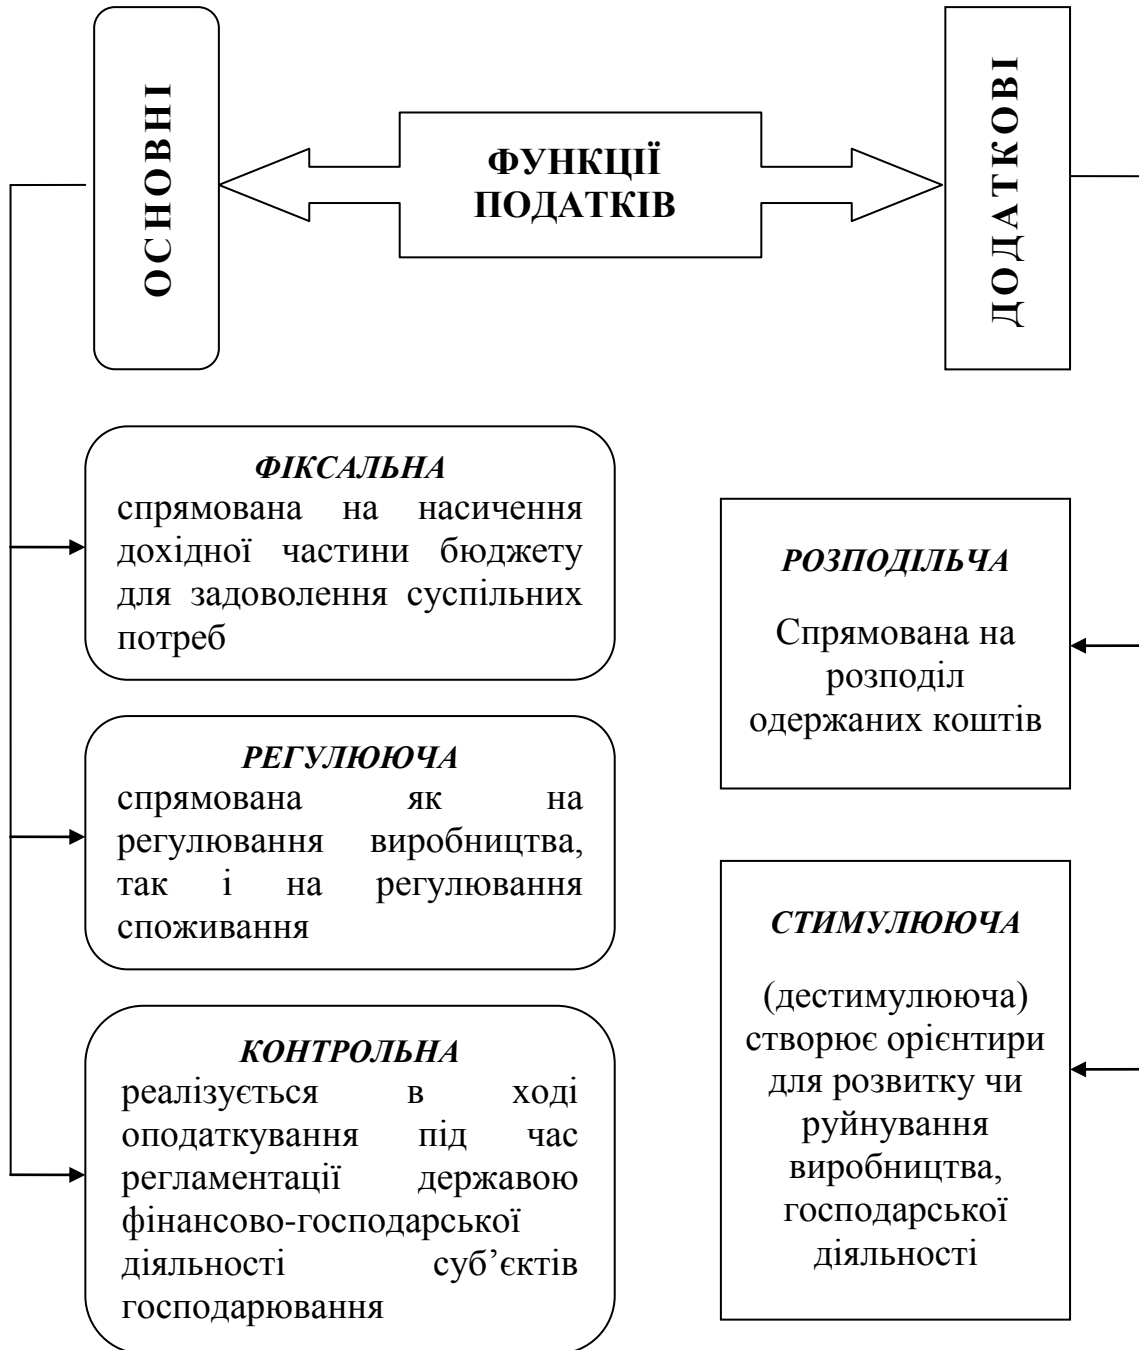 ОСНОВНІ
ФУНКЦІЇ
ПОДАТКІВ
ДОДАТКОВІ
ФІКСАЛЬНА
спрямована на насичення
дохідної частини бюджету
для задоволення суспільних
потреб
РЕГУЛЮЮЧА
спрямована як на
регулювання виробництва,
так і на регулювання
споживання
КОНТРОЛЬНА
реалізується в ході
оподаткування під час
регламентації державою
фінансово-господарської
діяльності суб’єктів
господарювання
РОЗПОДІЛЬЧА
Спрямована на
розподіл
одержаних коштів
СТИМУЛЮЮЧА
(дестимулююча)
створює орієнтири
для розвитку чи
руйнування
виробництва,
господарської
діяльності